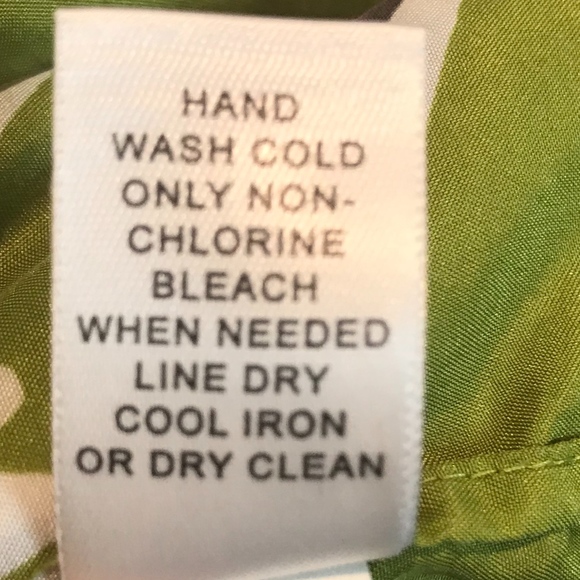 HAND
WASH COLD
ONLY NON-
CHLORINE
BLEACH
WHEN NEEDED
LINE DRY
COOL IRON
OR DRY CLEAN